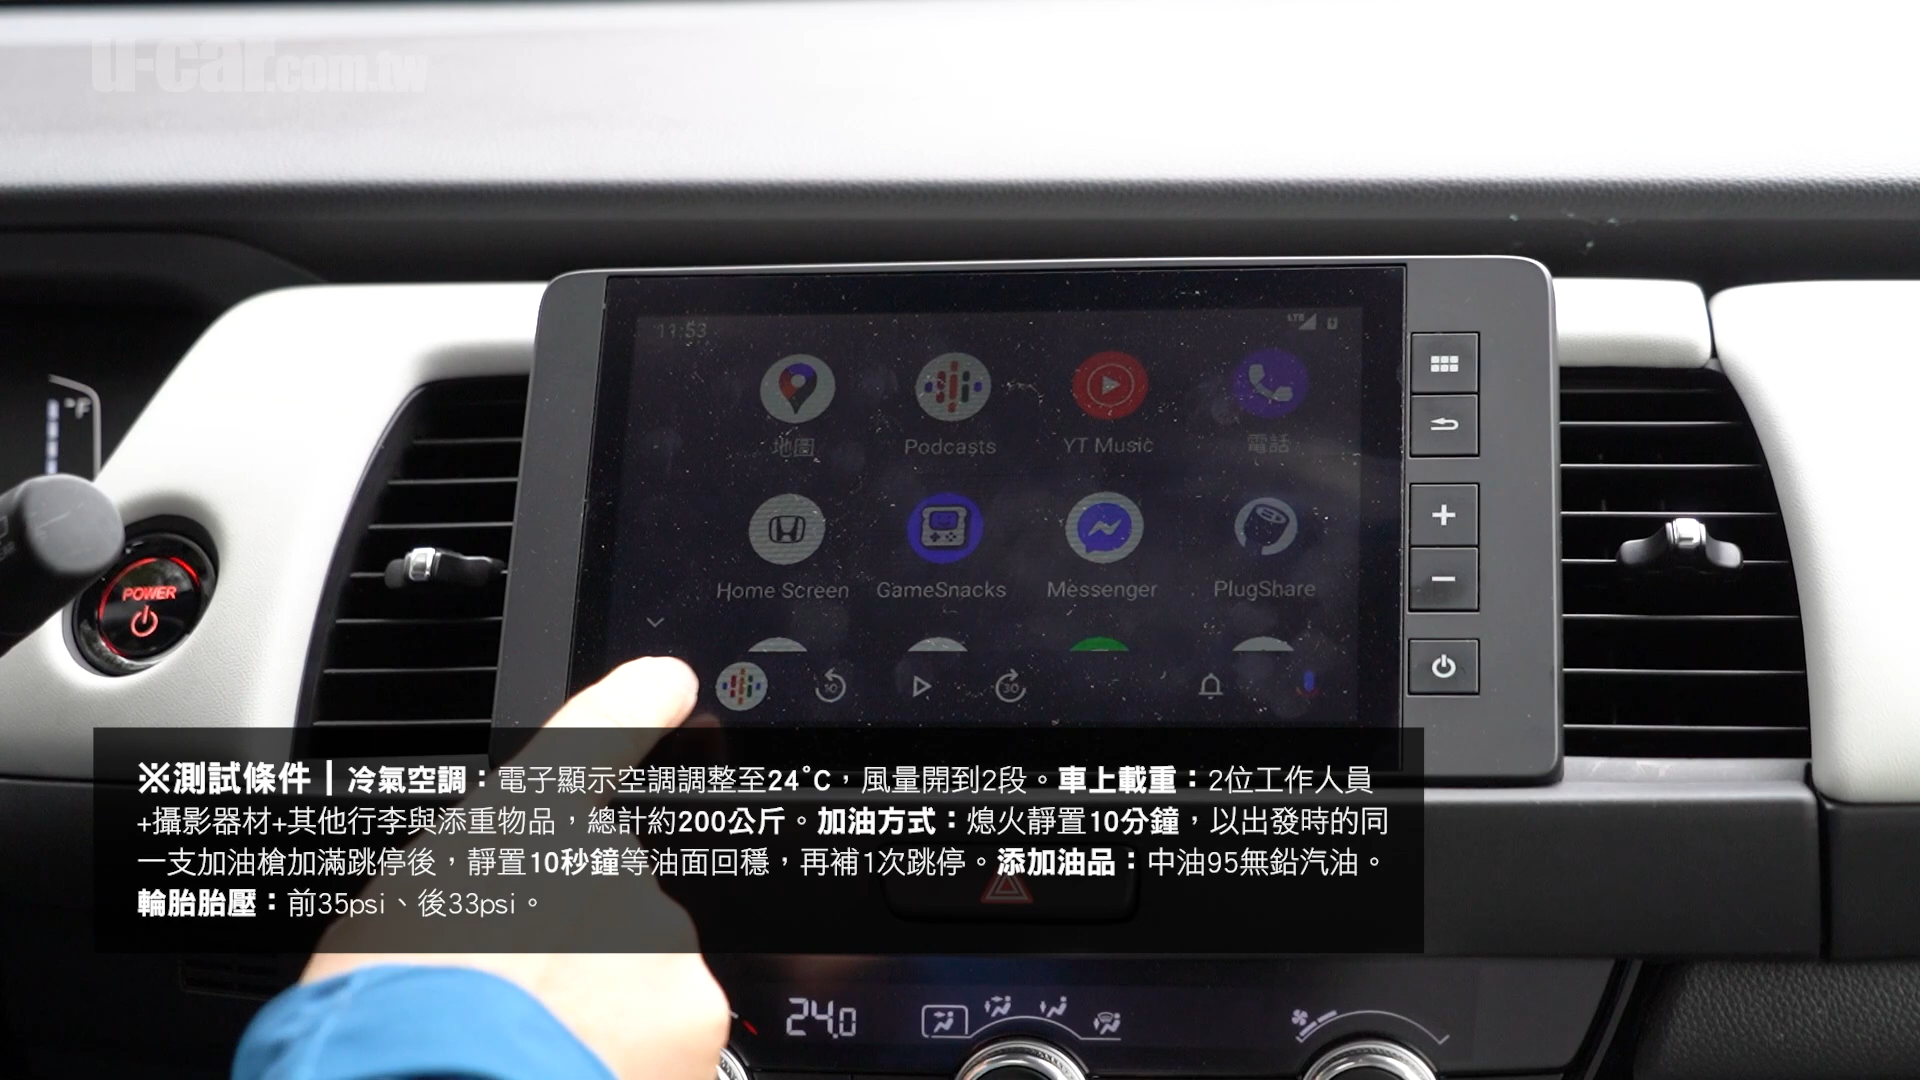 u-car.com.tw
11:53
LTE
地圖
Podcasts
YT Music
電話
°F
Home Screen
GameSnacks
Messenger
PlugShare
POWER
10
30
※測試條件｜冷氣空調：電子顯示空調調整至24°C，風量開到2段。車上載重：2位工作人員
+攝影器材+其他行李與添重物品，總計約200公斤。加油方式：熄火靜置10分鐘，以出發時的同
一支加油槍加滿跳停後，靜置10秒鐘等油面回穩，再補1次跳停。添加油品：中油95無鉛汽油。
輪胎胎壓：前35psi、後33psi。
24.0